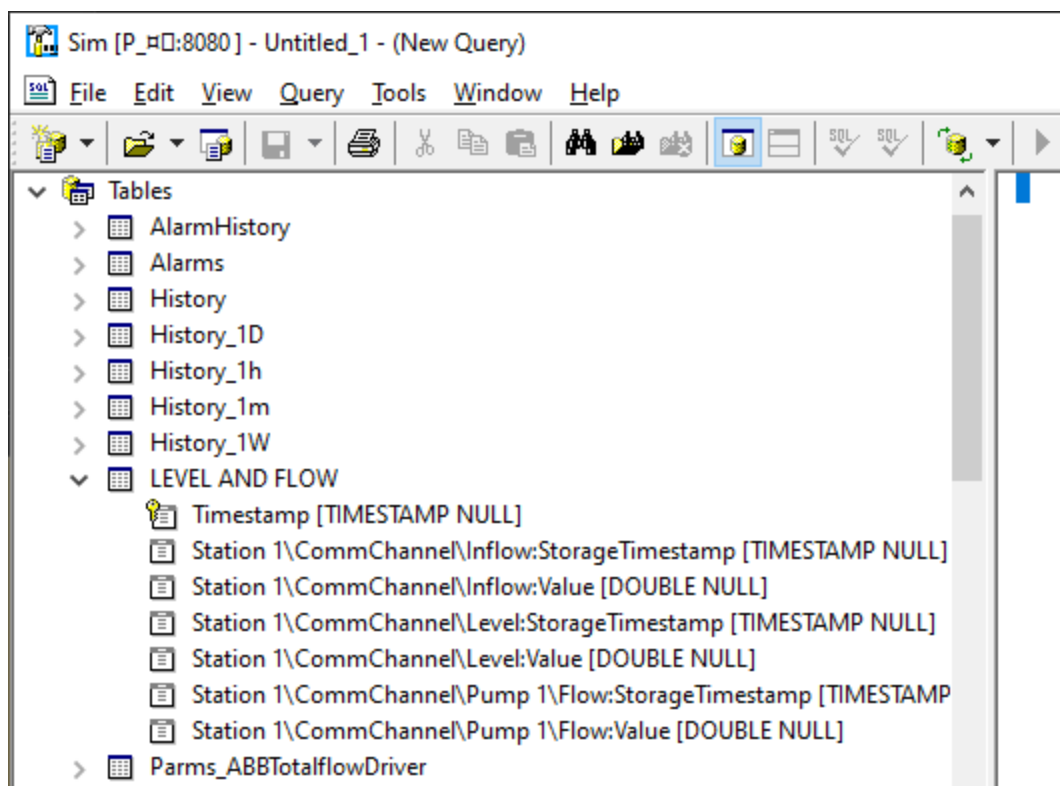 Sim [P_¤▯:8080] - Untitled_1 - (New Query)
File Edit View Query Tools Window Help
SQL SQL
Tables
AlarmHistory
Alarms
History
History_1D
History_1h
History_1m
History_1W
LEVEL AND FLOW
Timestamp [TIMESTAMP NULL]
Station 1\CommChannel\Inflow:StorageTimestamp [TIMESTAMP NULL]
Station 1\CommChannel\Inflow:Value [DOUBLE NULL]
Station 1\CommChannel\Level:StorageTimestamp [TIMESTAMP NULL]
Station 1\CommChannel\Level:Value [DOUBLE NULL]
Station 1\CommChannel\Pump 1\Flow:StorageTimestamp [TIMESTAMP
Station 1\CommChannel\Pump 1\Flow:Value [DOUBLE NULL]
Parms_ABBTotalflowDriver